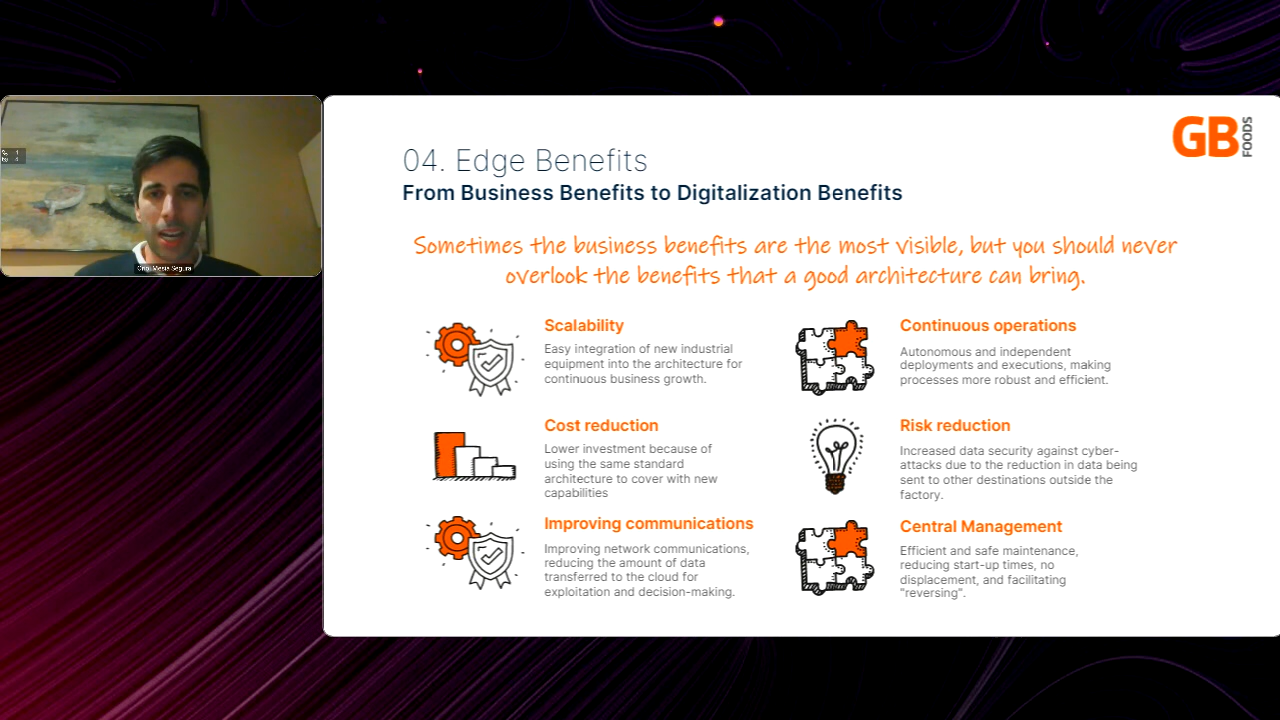 GB
FOODS
04. Edge Benefits
From Business Benefits to Digitalization Benefits
Sometimes the business benefits are the most visible, but you should never
overlook the benefits that a good architecture can bring.
Scalability
Easy integration of new industrial
equipment into the architecture for
continuous business growth.
Continuous operations
Autonomous and independent
deployments and executions, making
processes more robust and efficient.
Cost reduction
Lower investment because of
using the same standard
architecture to cover with new
capabilities
Risk reduction
Increased data security against cyber-
attacks due to the reduction in data being
sent to other destinations outside the
factory.
Improving communications
Improving network communications,
reducing the amount of data
transferred to the cloud for
exploitation and decision-making.
Central Management
Efficient and safe maintenance,
reducing start-up times, no
displacement, and facilitating
"reversing".
Mesia Segura